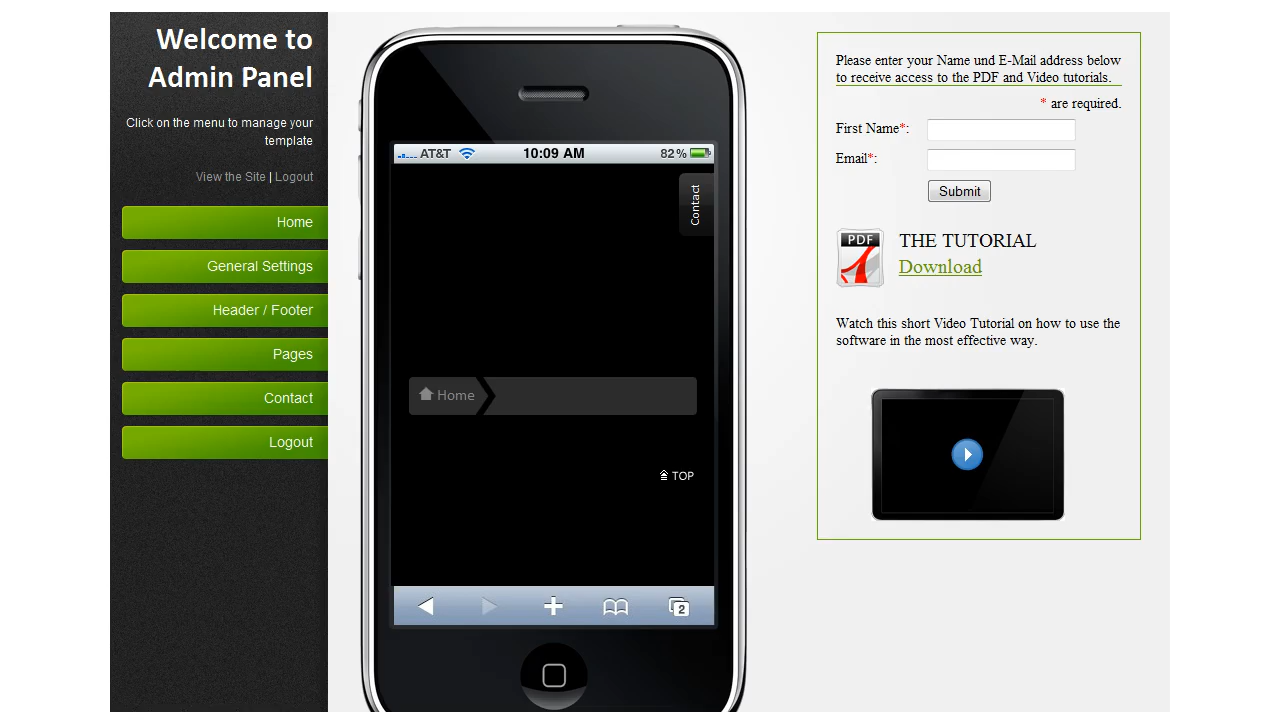 Welcome to
Admin Panel
Click on the menu to manage your
template
View the Site | Logout
Home
General Settings
Header / Footer
Pages
Contact
Logout
AT&T 10:09 AM 82%
Contact
Home
TOP
2
Please enter your Name und E-Mail address below
to receive access to the PDF and Video tutorials.
* are required.
First Name*:
Email*:
Submit
PDF
THE TUTORIAL
Download
Watch this short Video Tutorial on how to use the
software in the most effective way.